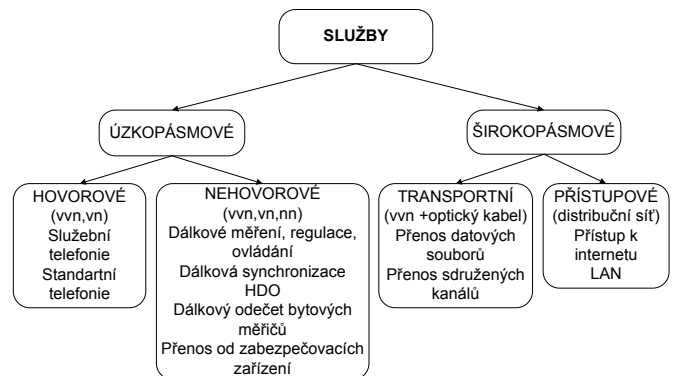 SLUŽBY
ÚZKOPÁSMOVÉ
ŠIROKOPÁSMOVÉ
HOVOROVÉ
(vvn,vn)
Služební
telefonie
Standartní
telefonie
NEHOVOROVÉ
(vvn,vn,nn)
Dálkové měření, regulace,
ovládání
Dálková synchronizace
HDO
Dálkový odečet bytových
měřičů
Přenos od zabezpečovacích
zařízení
TRANSPORTNÍ
(vvn +optický kabel)
Přenos datových
souborů
Přenos sdružených
kanálů
PŘÍSTUPOVÉ
(distribuční síť)
Přístup k
internetu
LAN